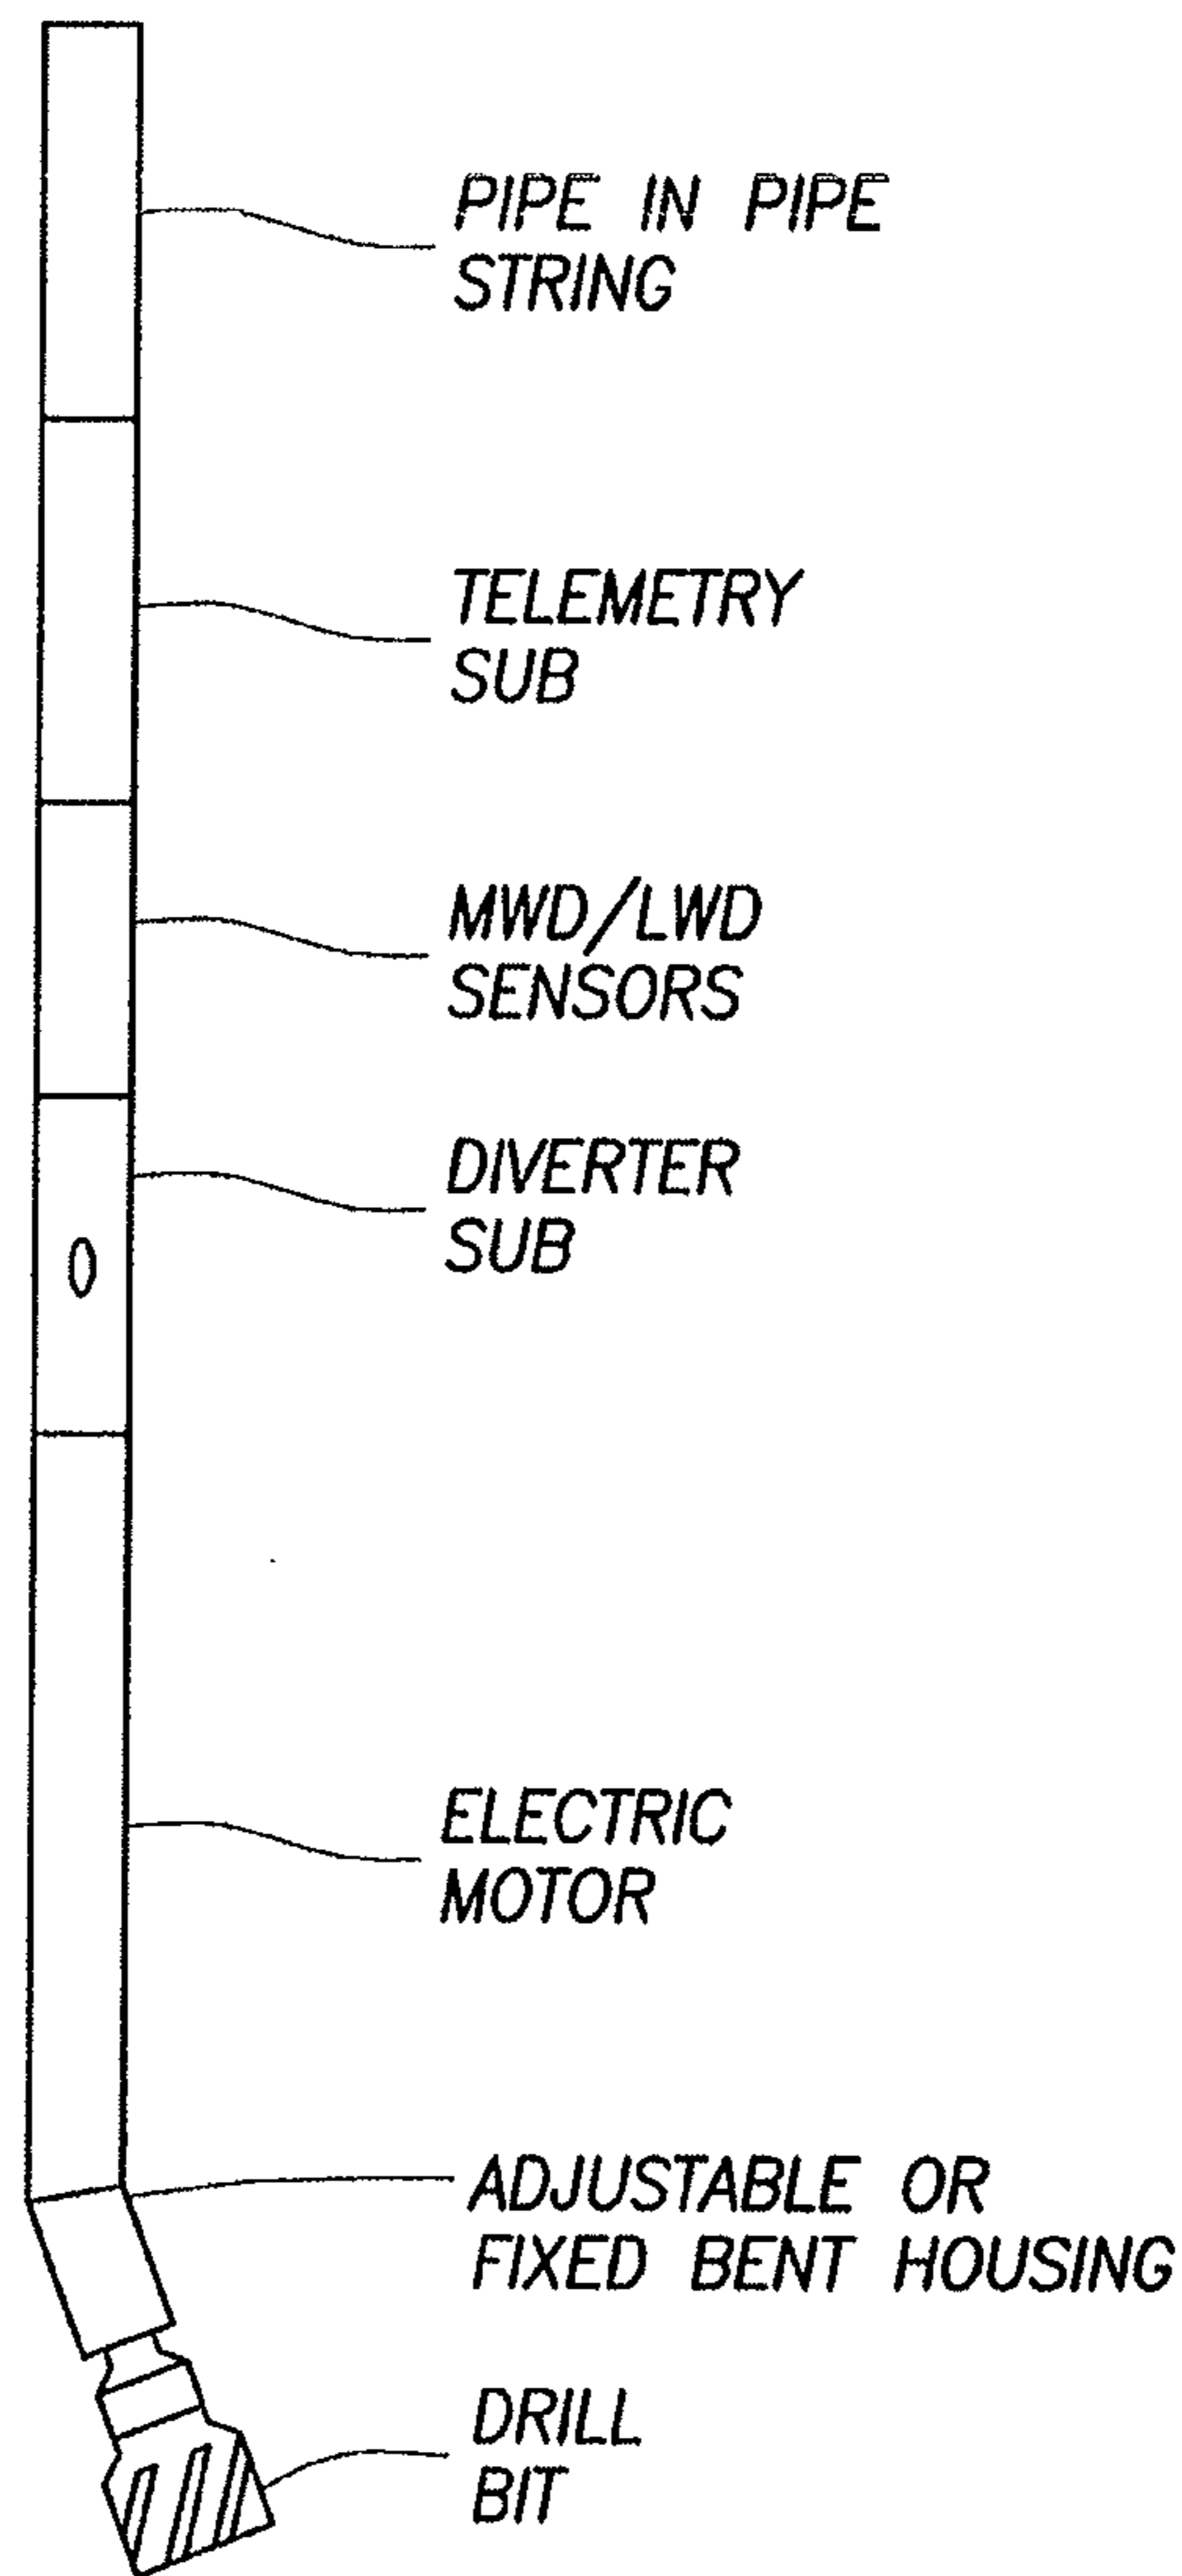 PIPE IN PIPE
STRING
TELEMETRY
SUB
MWD/LWD
SENSORS
DIVERTER
SUB
ELECTRIC
MOTOR
ADJUSTABLE OR
FIXED BENT HOUSING
DRILL
BIT